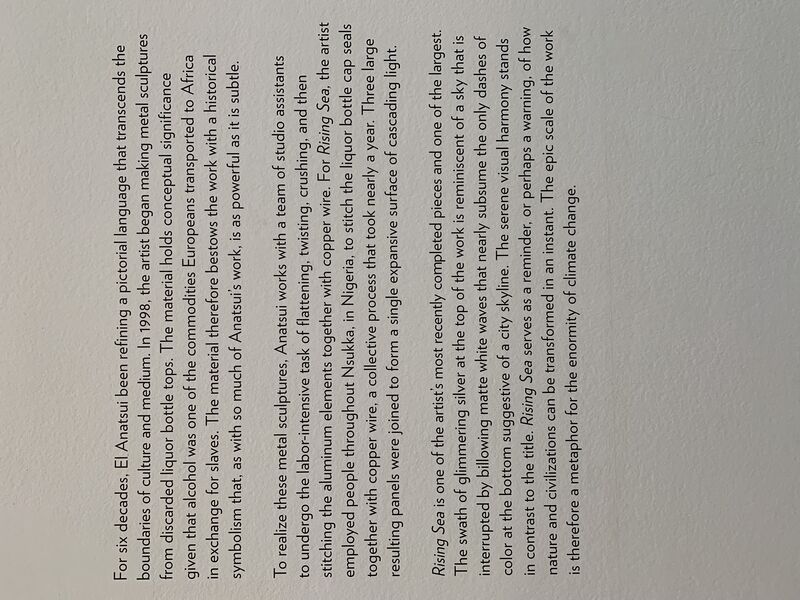 For six decades, El Anatsui been refining a pictorial language that transcends the
boundaries of culture and medium. In 1998, the artist began making metal sculptures
from discarded liquor bottle tops. The material holds conceptual significance
given that alcohol was one of the commodities Europeans transported to Africa
in exchange for slaves. The material therefore bestows the work with a historical
symbolism that, as with so much of Anatsui's work, is as powerful as it is subtle.
To realize these metal sculptures, Anatsui works with a team of studio assistants
to undergo the labor-intensive task of flattening, twisting, crushing, and then
stitching the aluminum elements together with copper wire. For Rising Sea, the artist
employed people throughout Nsukka, in Nigeria, to stitch the liquor bottle cap seals
together with copper wire, a collective process that took nearly a year. Three large
resulting panels were joined to form a single expansive surface of cascading light.
Rising Sea is one of the artist's most recently completed pieces and one of the largest.
The swath of glimmering silver at the top of the work is reminiscent of a sky that is
interrupted by billowing matte white waves that nearly subsume the only dashes of
color at the bottom suggestive of a city skyline. The serene visual harmony stands
in contrast to the title. Rising Sea serves as a reminder, or perhaps a warning, of how
nature and civilizations can be transformed in an instant. The epic scale of the work
is therefore a metaphor for the enormity of climate change.